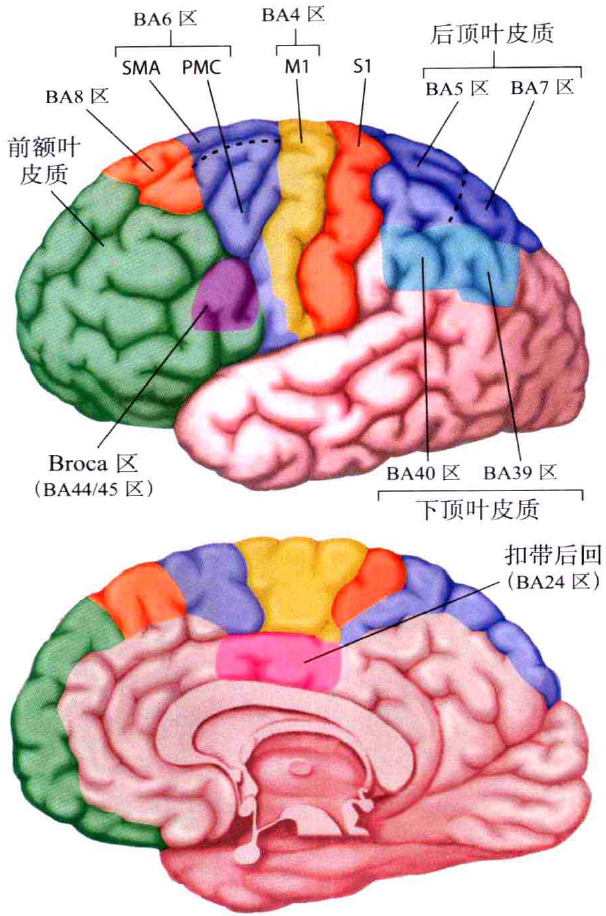 BA6 区
BA4 区
后顶叶皮质
SMA PMC
M1
S1
BA5 区 BA7 区
BA8 区
前额叶
皮质
Broca 区
(BA44/45 区)
BA40 区 BA39 区
下顶叶皮质
扣带后回
(BA24 区)